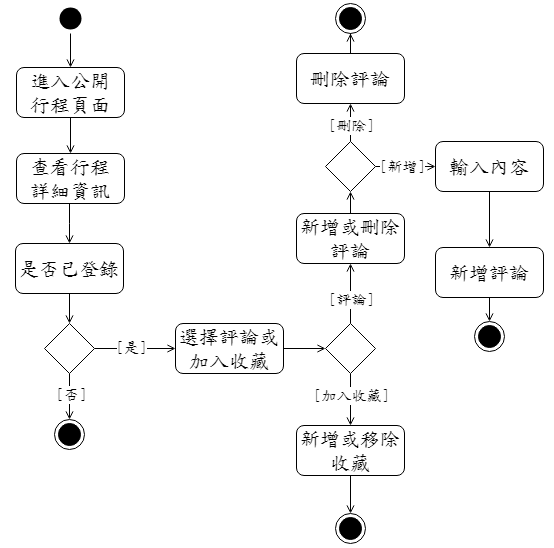 進入公開
行程頁面
查看行程
詳細資訊
是否已登錄
[是]
[否]
選擇評論或
加入收藏
[評論]
[加入收藏]
新增或移除
收藏
新增或刪除
評論
[刪除]
[新增]
刪除評論
輸入內容
新增評論